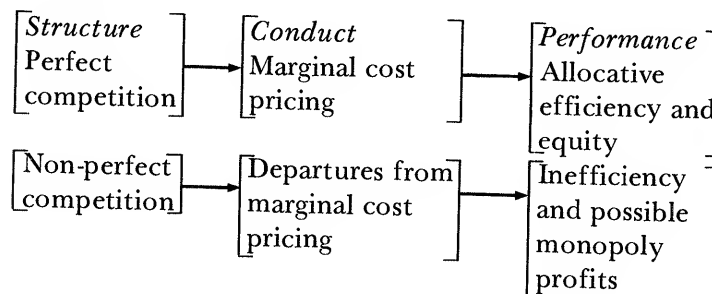 Structure
Perfect
competition
Conduct
Marginal cost
pricing
Performance
Allocative
efficiency and
equity
Non-perfect
competition
Departures from
marginal cost
pricing
Inefficiency
and possible
monopoly
profits